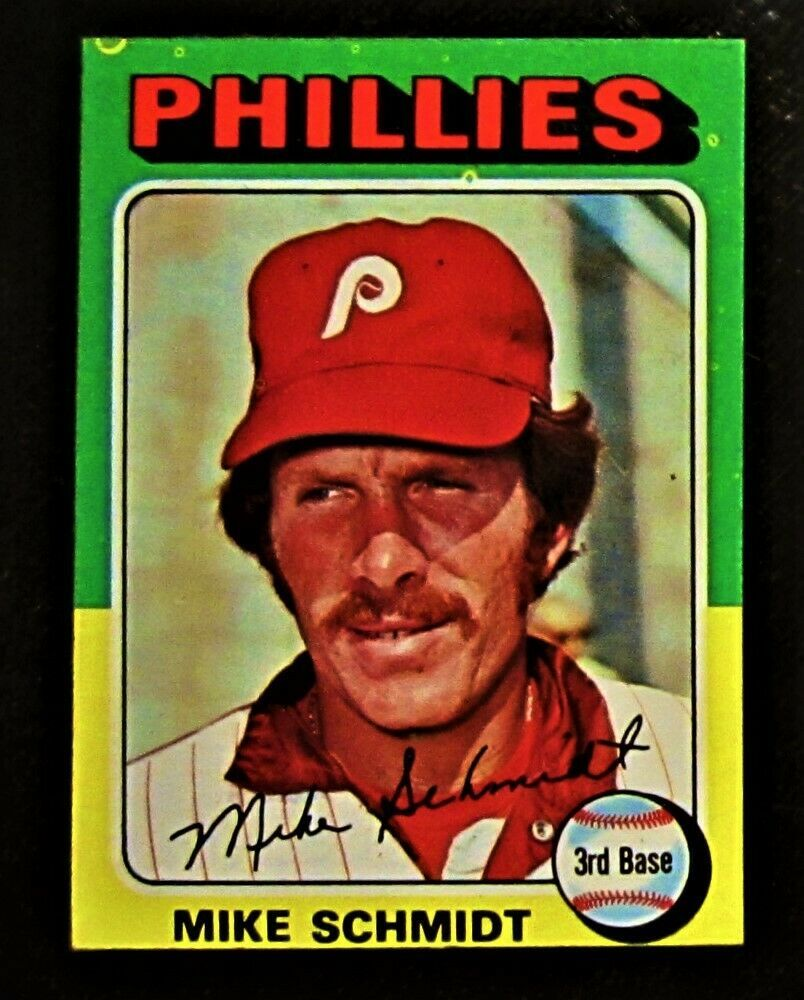 PHILLIES
P
Mike Schmidt
3rd Base
MIKE SCHMIDT